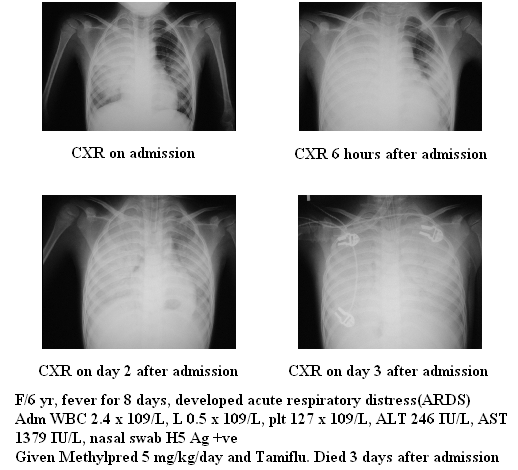 CXR on admission
CXR 6 hours after admission
CXR on day 2 after admission
CXR on day 3 after admission
F/6 yr, fever for 8 days, developed acute respiratory distress(ARDS)
Adm WBC 2.4 x 109/L, L 0.5 x 109/L, plt 127 x 109/L, ALT 246 IU/L, AST
1379 IU/L, nasal swab H5 Ag +ve
Given Methylpred 5 mg/kg/day and Tamiflu. Died 3 days after admission